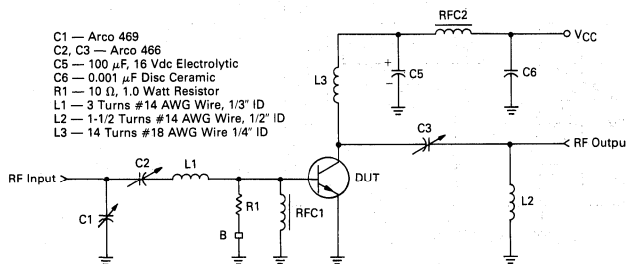 C1 — Arco 469
C2, C3 — Arco 466
C5 — 100 μF, 16 Vdc Electrolytic
C6 — 0.001 μF Disc Ceramic
R1 — 10 Ω, 1.0 Watt Resistor
L1 — 3 Turns #14 AWG Wire, 1/3" ID
L2 — 1-1/2 Turns #14 AWG Wire, 1/2" ID
L3 — 14 Turns #18 AWG Wire 1/4" ID
RFC2
VCC
L3
+
C5
−
C6
C3
RF Outpu
C2
L1
RF Input
DUT
L2
C1
R1
RFC1
B